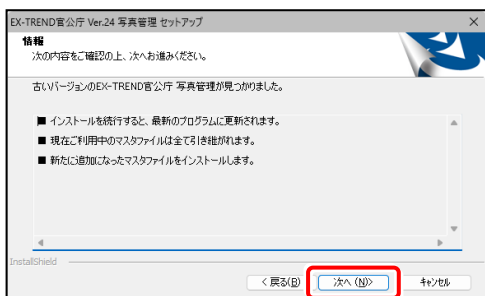 EX-TREND官公庁 Ver.24 写真管理 セットアップ
情報
次の内容をご確認の上、次へお進みください。
古いバージョンのEX-TREND官公庁 写真管理が見つかりました。
■ インストールを続行すると、最新のプログラムに更新されます。
■ 現在ご利用中のマスタファイルは全て引き継がれます。
■ 新たに追加になったマスタファイルをインストールします。
InstallShield
< 戻る(B)
次へ (N)>
キャンセル